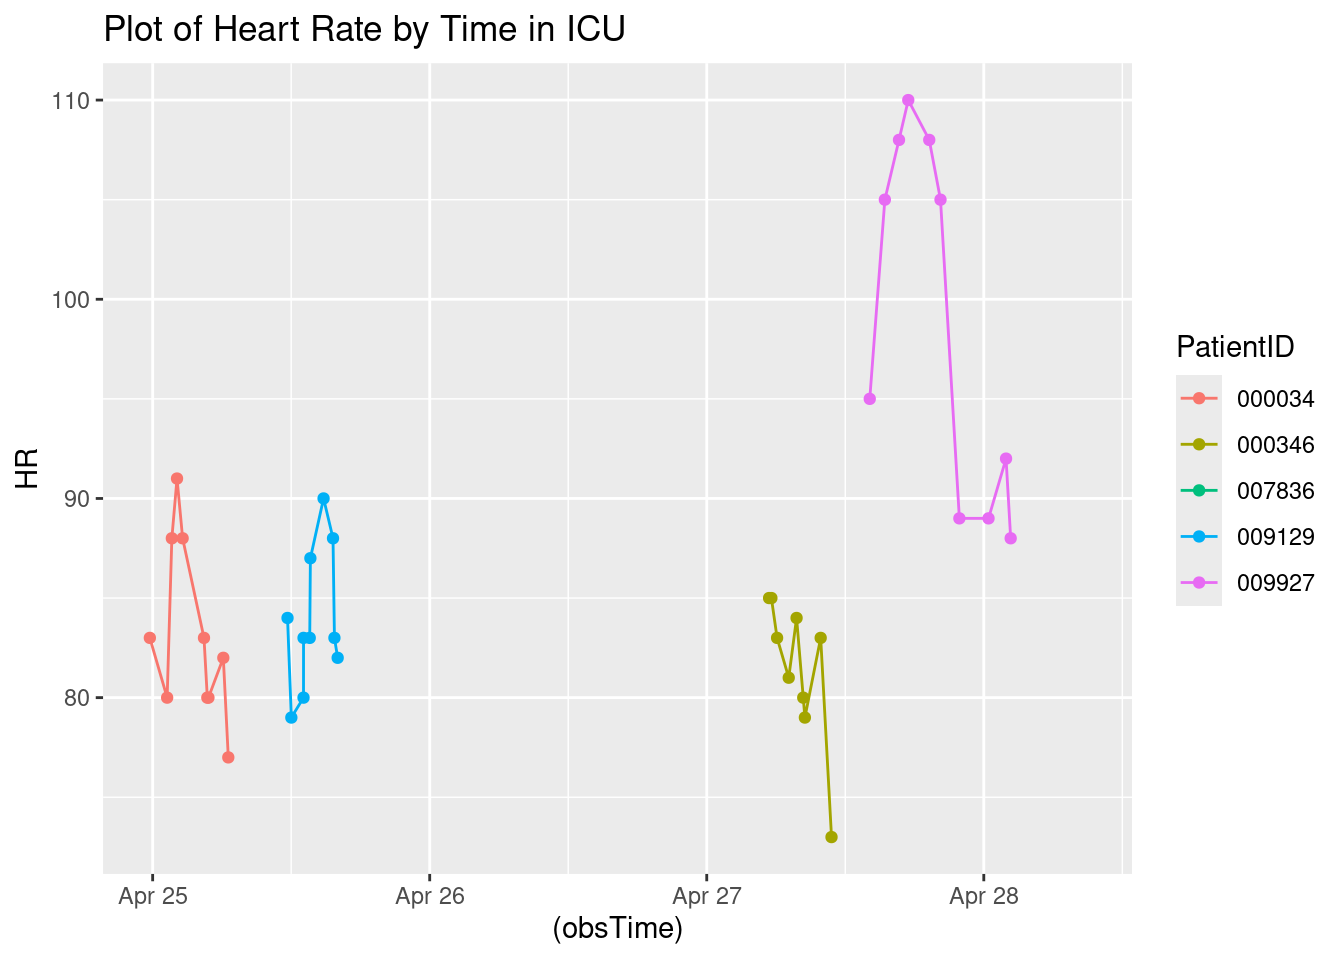 Plot of Heart Rate by Time in ICU
110
100
90
80
HR
Apr 25
Apr 26
Apr 27
Apr 28
(obsTime)
PatientID
000034
000346
007836
009129
009927